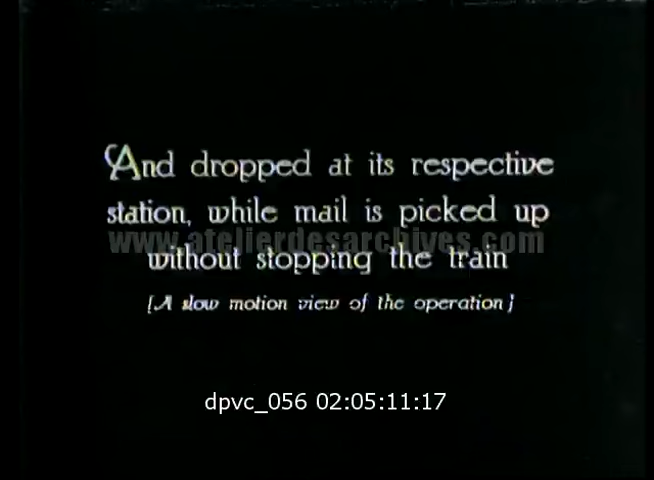 And dropped at its respective
station, while mail is picked up
www.atelierdesarchives.com
without stopping the train
[A slow motion view of the operation]
dpvc_056 02:05:11:17